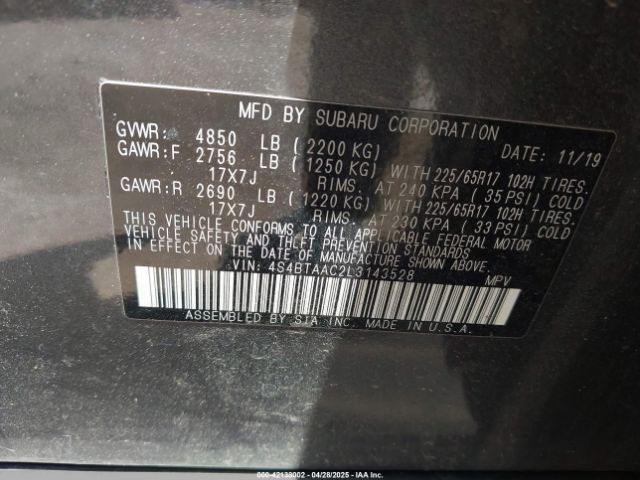 MFD BY SUBARU CORPORATION
GVWR: 4850 LB ( 2200 KG) DATE: 11/19
GAWR:F 2756 LB ( 1250 KG) WITH 225/65R17 102H TIRES.
17X7J RIMS. AT 240 KPA ( 35 PSI) COLD
GAWR:R 2690 LB ( 1220 KG) WITH 225/65R17 102H TIRES.
17X7J RIMS. AT 230 KPA ( 33 PSI) COLD
THIS VEHICLE CONFORMS TO ALL APPLICABLE FEDERAL MOTOR
VEHICLE SAFETY AND THEFT PREVENTION STANDARDS
IN EFFECT ON THE DATE OF MANUFACTURE SHOWN ABOVE.
VIN: 4S4BTAAC2L3143528 MPV
ASSEMBLED BY SIA INC. MADE IN U.S.A.
000-42138002 - 04/28/2025 - IAAI.COM